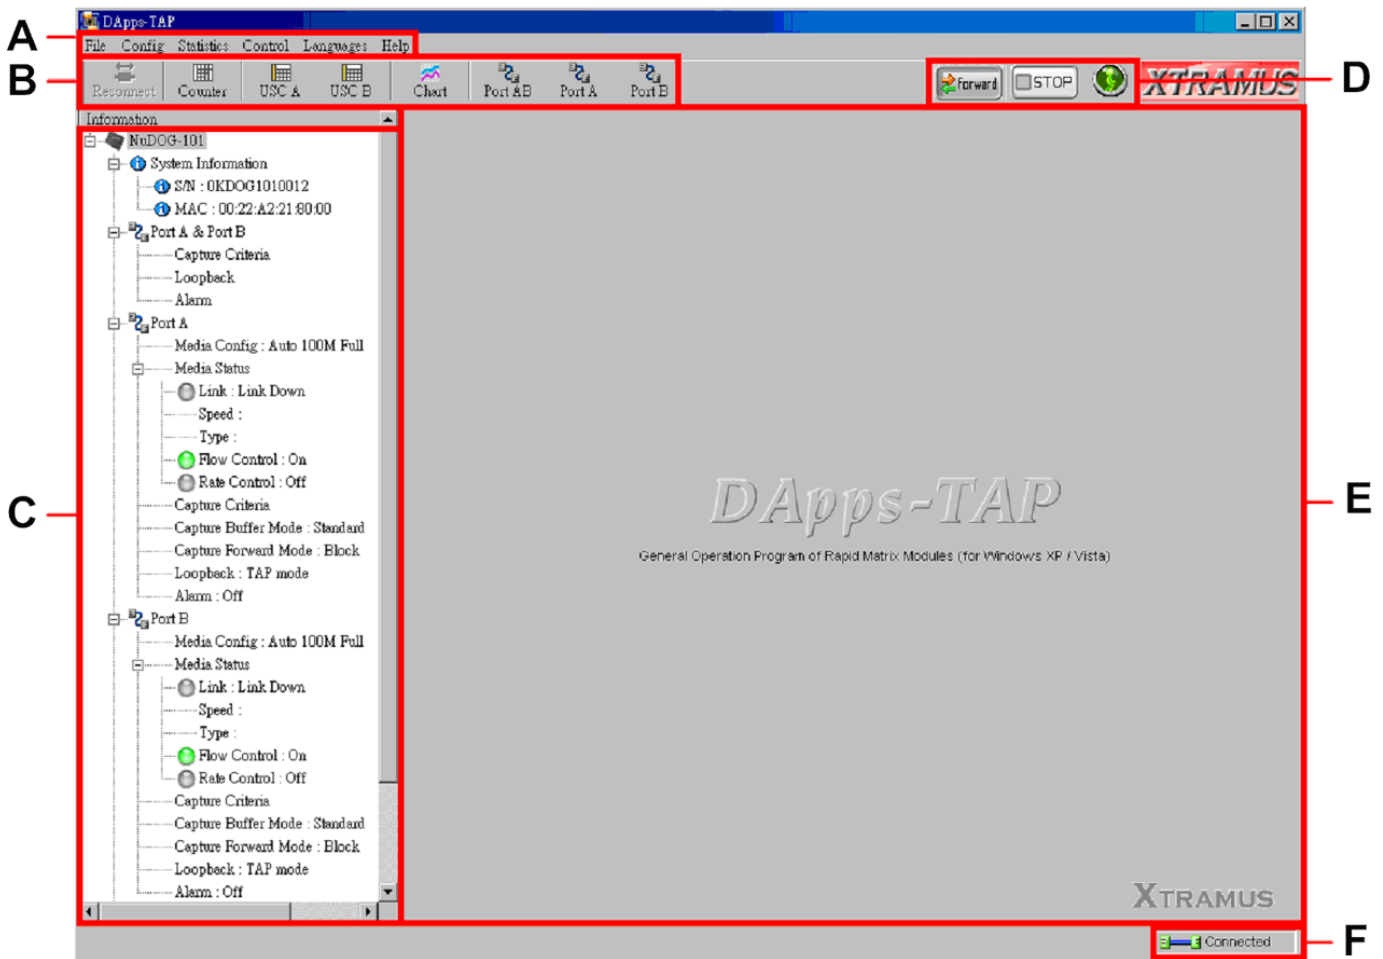 DApps-TAP
A
File Config Statistics Control Languages Help
B
Reconnect Counter USC A USC B Chart Port AB Port A Port B
Forward STOP XTRAMUS
D
Information
NuDOG-101
System Information
S/N : 0KDOG1010012
MAC : 00:22:A2:21:80:00
Port A & Port B
Capture Criteria
Loopback
Alarm
Port A
Media Config : Auto 100M Full
Media Status
Link : Link Down
Speed :
Type :
Flow Control : On
Rate Control : Off
C
Capture Criteria
Capture Buffer Mode : Standard
Capture Forward Mode : Block
Loopback : TAP mode
Alarm : Off
Port B
Media Config : Auto 100M Full
Media Status
Link : Link Down
Speed :
Type :
Flow Control : On
Rate Control : Off
Capture Criteria
Capture Buffer Mode : Standard
Capture Forward Mode : Block
Loopback : TAP mode
Alarm : Off
DApps-TAP
E
General Operation Program of Rapid Matrix Modules (for Windows XP / Vista)
XTRAMUS
Connected
F